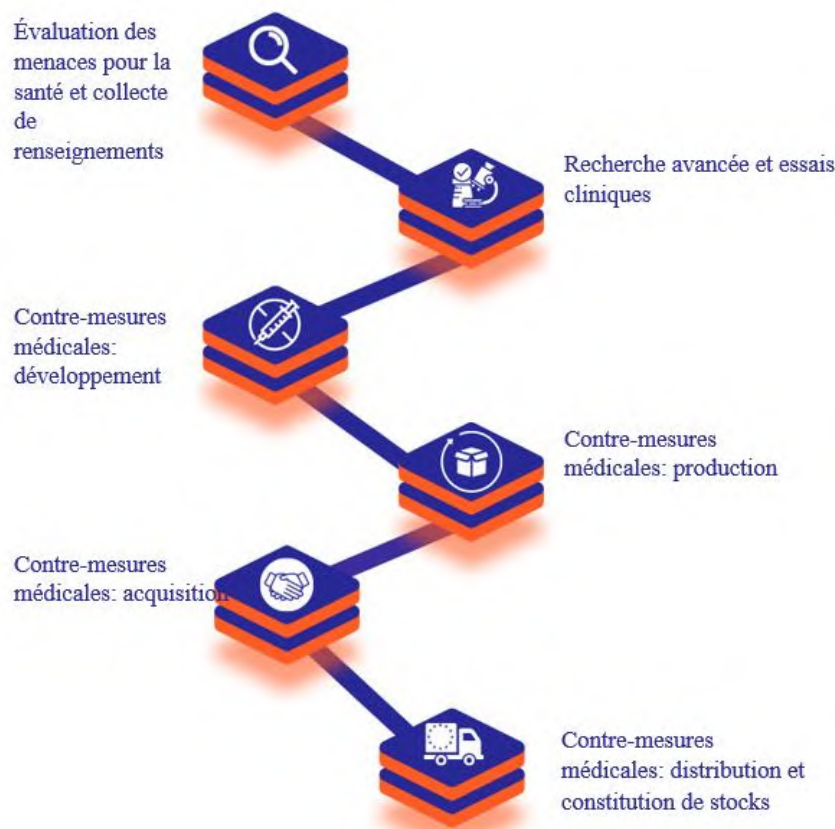 Évaluation des
menaces pour la
santé et collecte
de
renseignements
Recherche avancée et essais
cliniques
Contre-mesures
médicales: développement
Contre-mesures
médicales: production
Contre-mesures
médicales: acquisition
Contre-mesures
médicales: distribution et
constitution de stocks